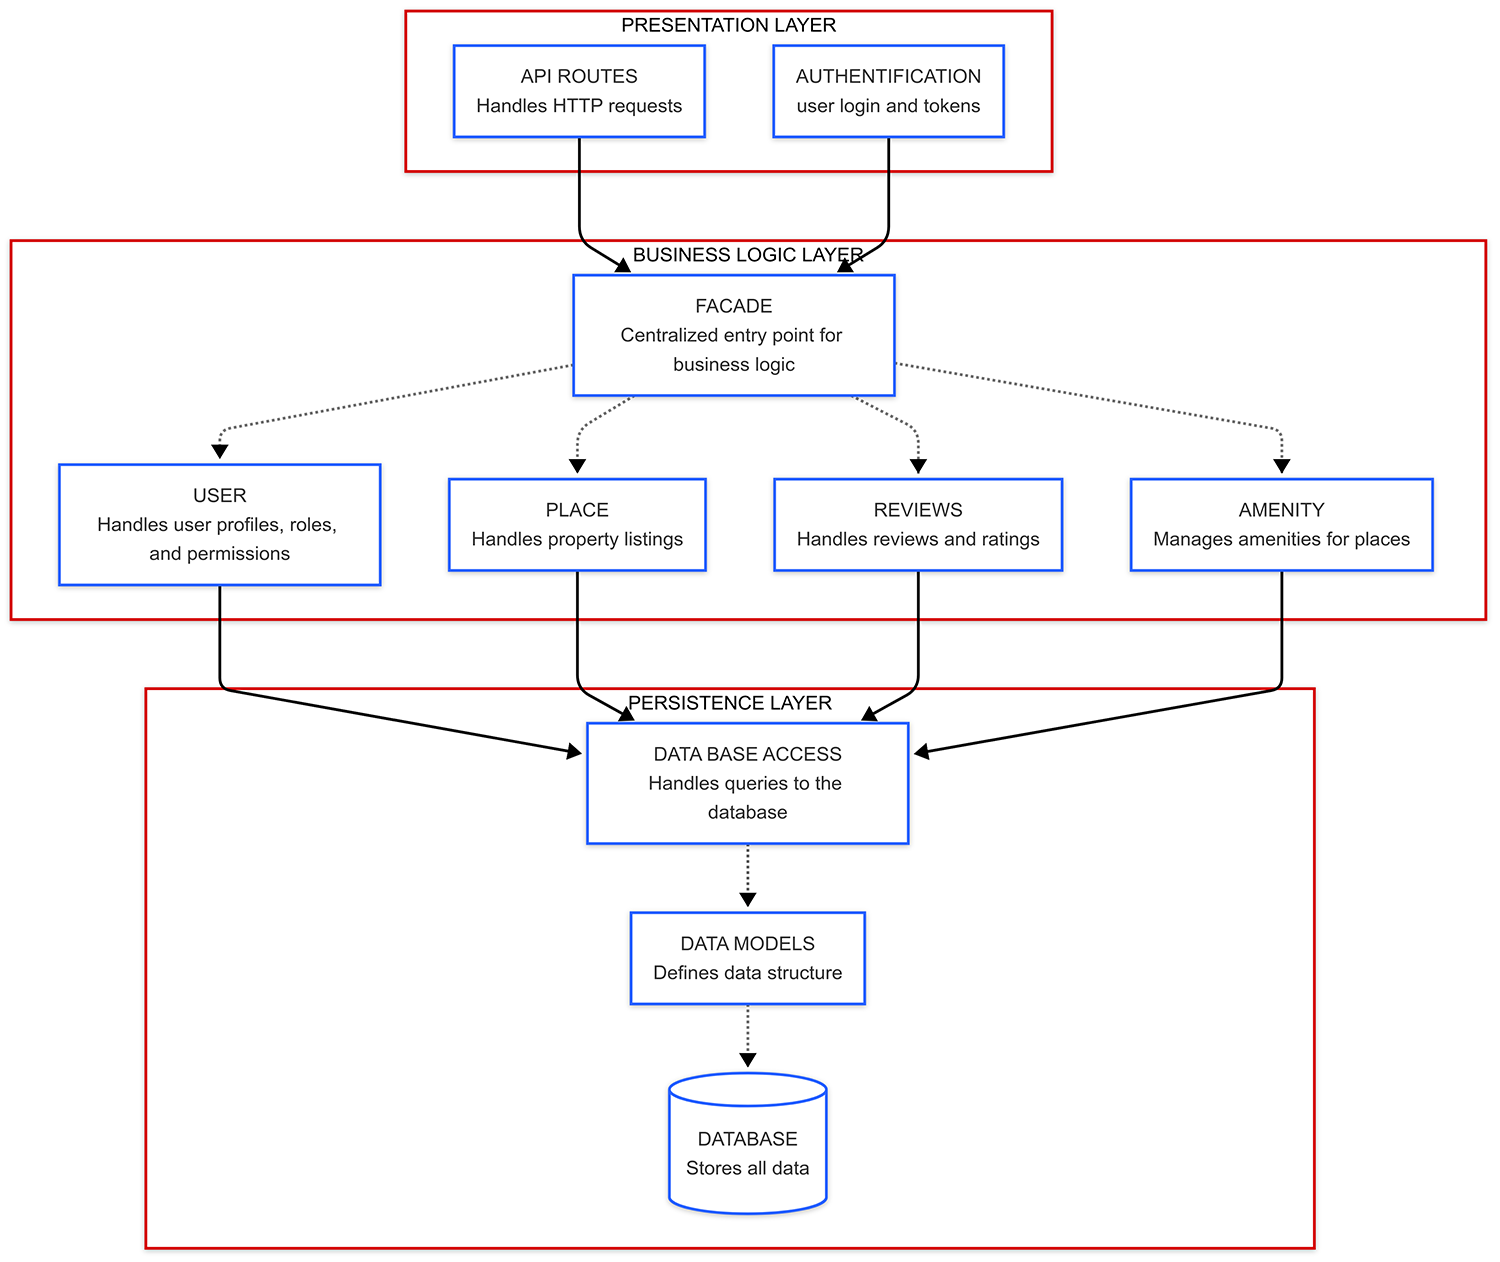 PRESENTATION LAYER
API ROUTES
Handles HTTP requests
AUTHENTIFICATION
user login and tokens
BUSINESS LOGIC LAYER
FACADE
Centralized entry point for
business logic
USER
Handles user profiles, roles,
and permissions
PLACE
Handles property listings
REVIEWS
Handles reviews and ratings
AMENITY
Manages amenities for places
PERSISTENCE LAYER
DATA BASE ACCESS
Handles queries to the
database
DATA MODELS
Defines data structure
DATABASE
Stores all data